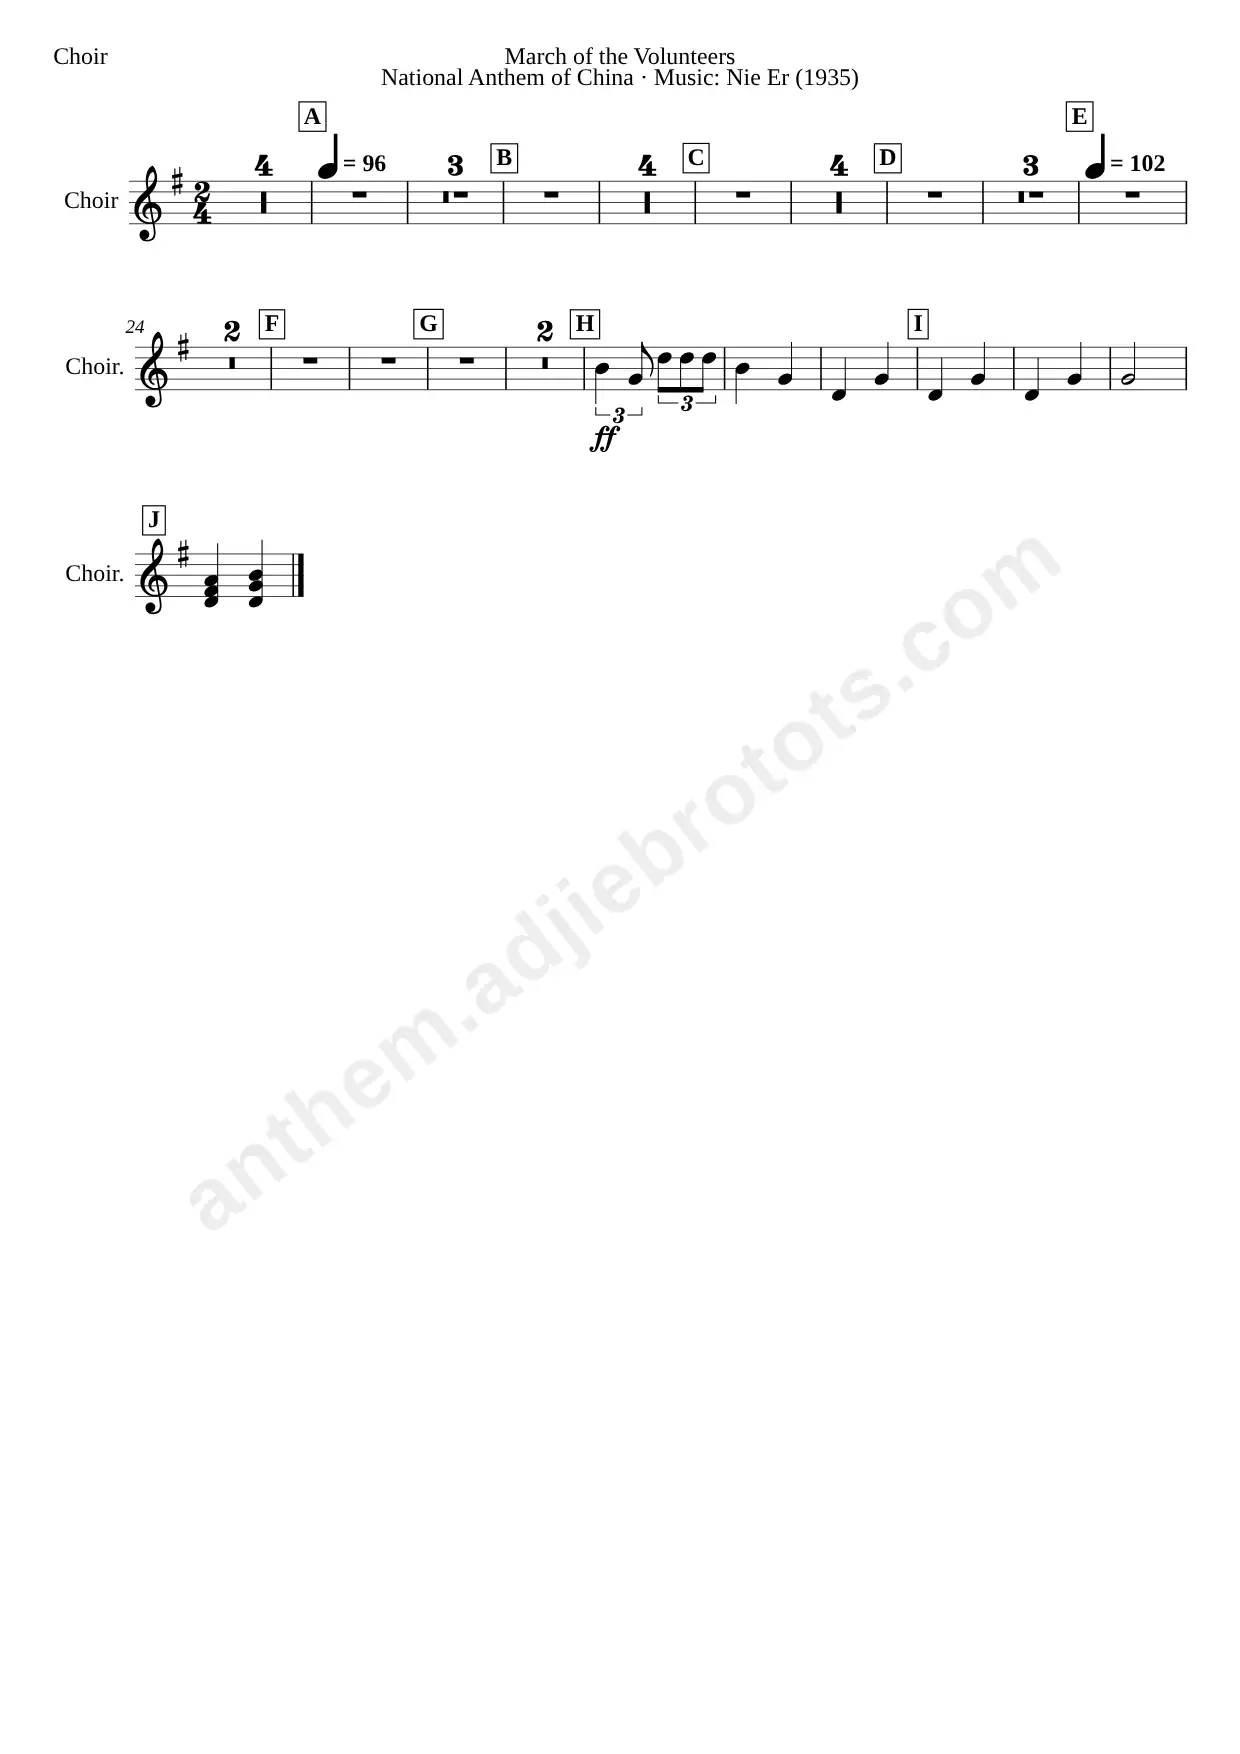 Choir
March of the Volunteers
National Anthem of China · Music: Nie Er (1935)
A B C D E
4 = 96 3 4 4 3 = 102
Choir 2 4
24 2 F G 2 H I
Choir.
3 3
ff
J
Choir.
anthem.adjiebrotots.com